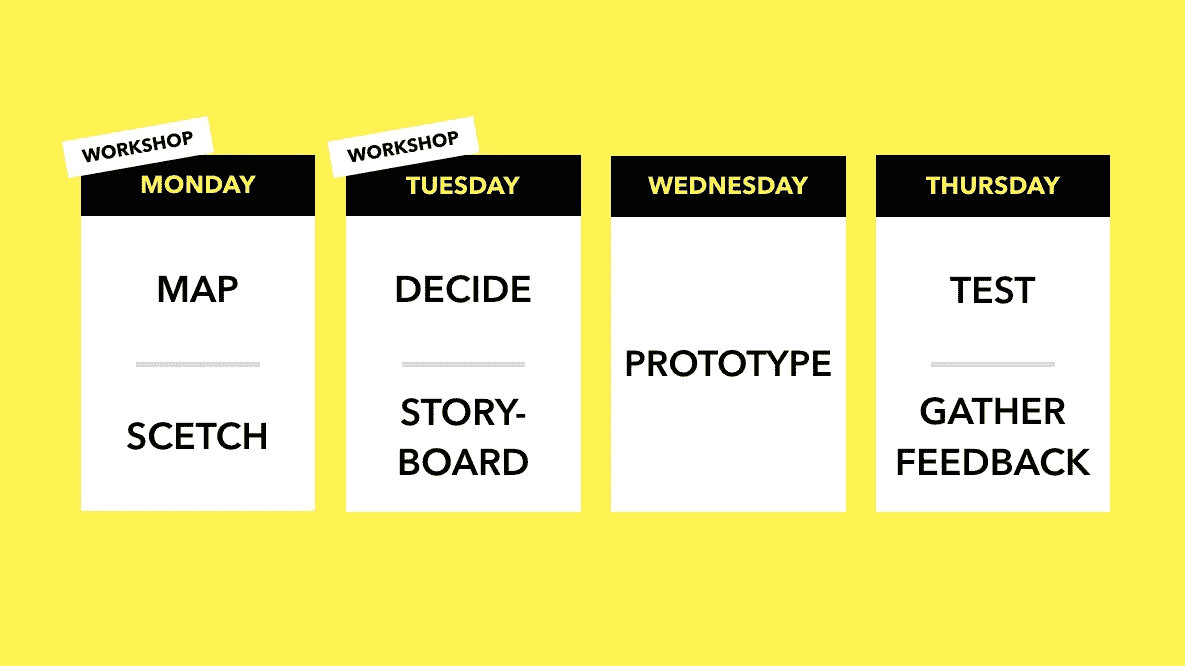 WORKSHOP
MONDAY
MAP
SCETCH
WORKSHOP
TUESDAY
DECIDE
STORY-
BOARD
WEDNESDAY
PROTOTYPE
THURSDAY
TEST
GATHER
FEEDBACK